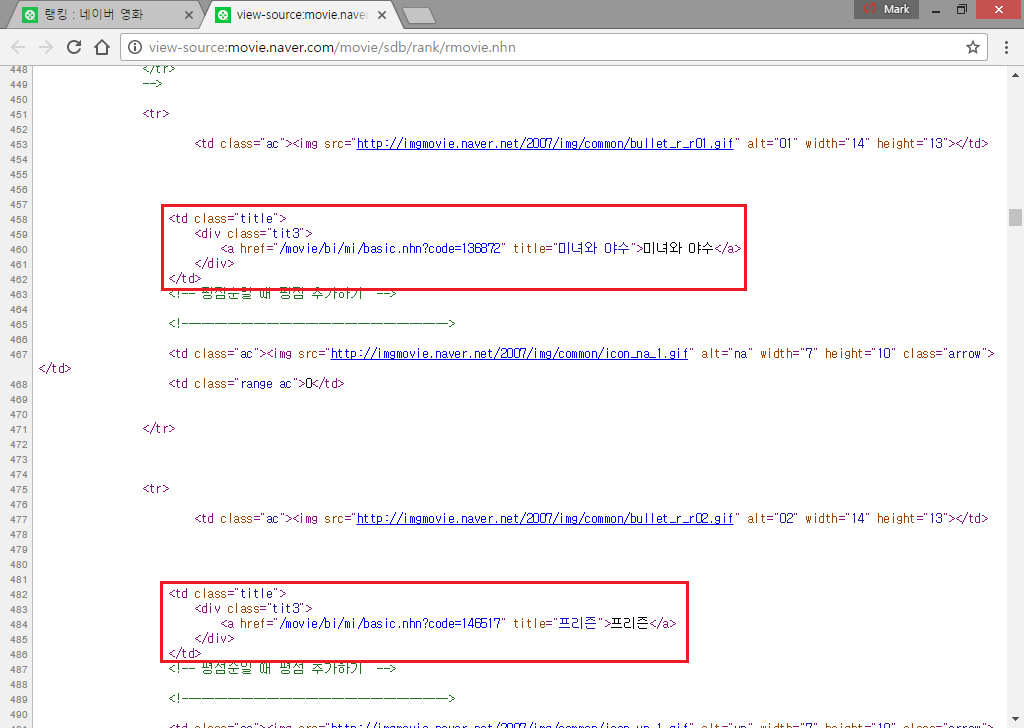 랭킹 : 네이버 영화
view-source:movie.naver
Mark
view-source:movie.naver.com/movie/sdb/rank/rmovie.nhn
448 </tr>
449 -->
450
451 <tr>
452
453 <td class="ac"><img src="http://imgmovie.naver.net/2007/img/common/bullet_r_r01.gif" alt="01" width="14" height="13"></td>
454
455
456
457
458 <td class="title">
459 <div class="tit3">
460 <a href="/movie/bi/mi/basic.nhn?code=136872" title="미녀와 야수">미녀와 야수</a>
461 </div>
462 </td>
463 <!-- 평점순일 때 평점 추가하기 -->
464
465 <!---------------------------------------->
466
467 <td class="ac"><img src="http://imgmovie.naver.net/2007/img/common/icon_na_1.gif" alt="na" width="7" height="10" class="arrow">
</td>
468 <td class="range ac">0</td>
469
470
471 </tr>
472
473
474
475 <tr>
476
477 <td class="ac"><img src="http://imgmovie.naver.net/2007/img/common/bullet_r_r02.gif" alt="02" width="14" height="13"></td>
478
479
480
481
482 <td class="title">
483 <div class="tit3">
484 <a href="/movie/bi/mi/basic.nhn?code=146517" title="프리즌">프리즌</a>
485 </div>
486 </td>
487 <!-- 평점순일 때 평점 추가하기 -->
488
489 <!---------------------------------------->
490